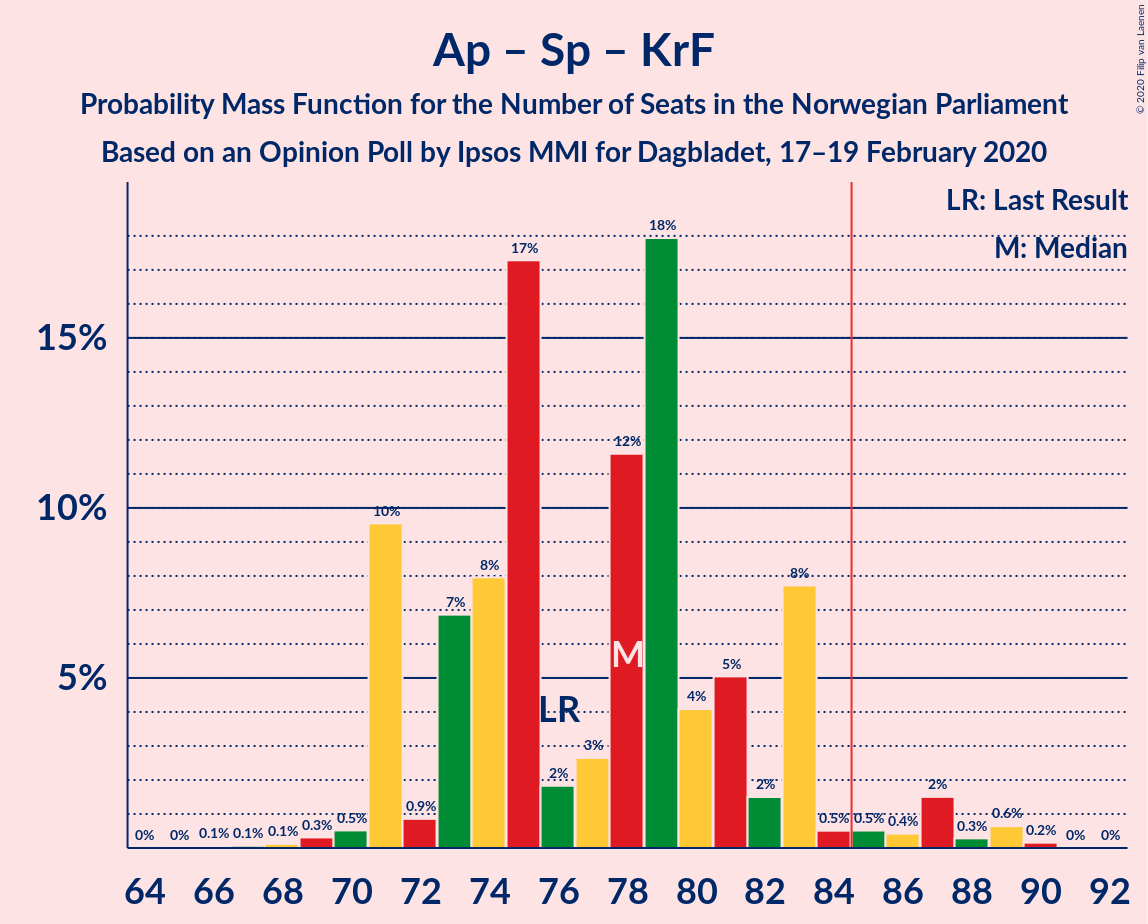 Ap – Sp – KrF
Probability Mass Function for the Number of Seats in the Norwegian Parliament
Based on an Opinion Poll by Ipsos MMI for Dagbladet, 17–19 February 2020
© 2020 Filip van Laenen
LR: Last Result
M: Median
15%
10%
5%
0% 0% 0.1% 0.1% 0.1% 0.3% 0.5% 10% 0.9% 7% 8% 17% 2% 3% 12% 18% 4% 5% 2% 8% 0.5% 0.5% 0.4% 2% 0.3% 0.6% 0.2% 0% 0%
M
LR
64 66 68 70 72 74 76 78 80 82 84 86 88 90 92